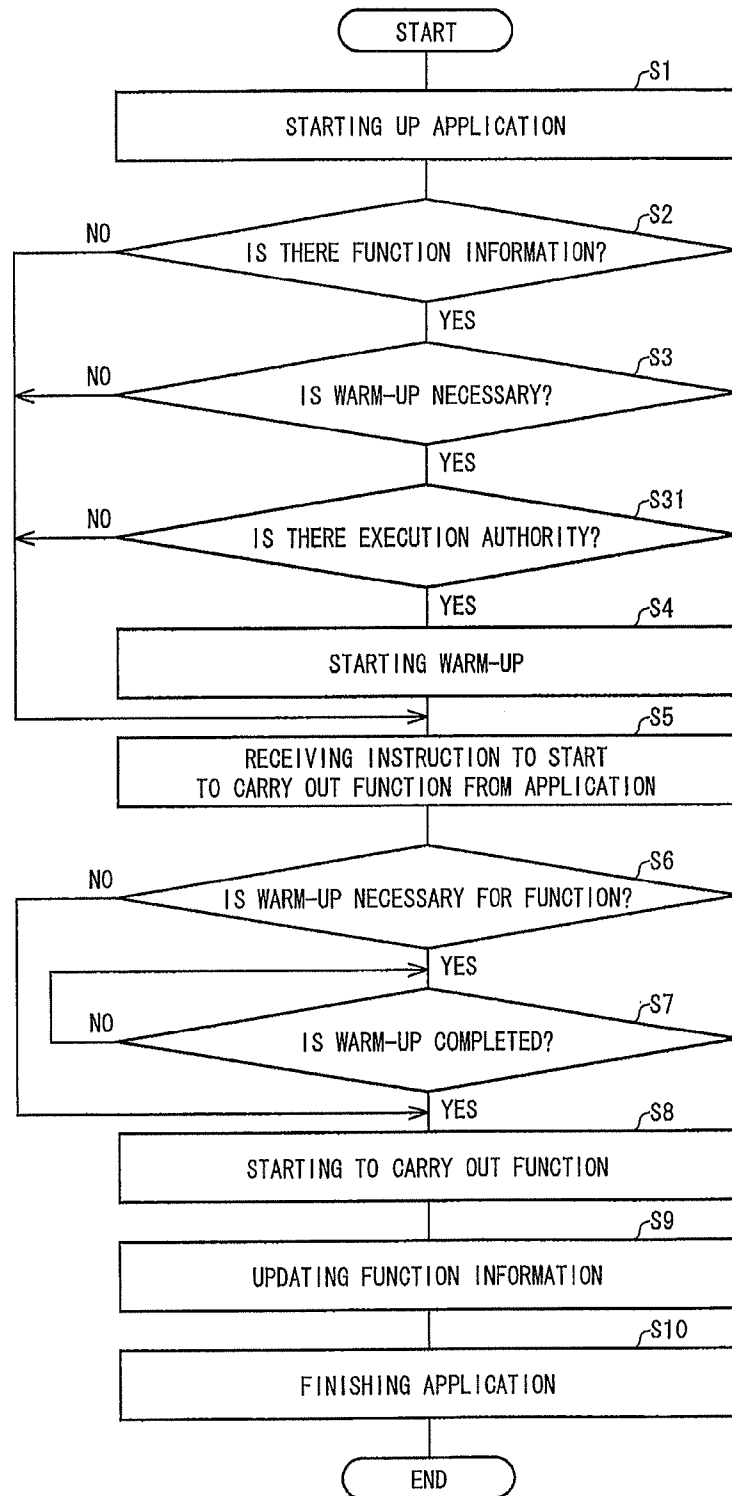 START
S1
STARTING UP APPLICATION
S2
NO
IS THERE FUNCTION INFORMATION?
YES
S3
NO
IS WARM-UP NECESSARY?
YES
S31
NO
IS THERE EXECUTION AUTHORITY?
YES
S4
STARTING WARM-UP
S5
RECEIVING INSTRUCTION TO START
TO CARRY OUT FUNCTION FROM APPLICATION
S6
NO
IS WARM-UP NECESSARY FOR FUNCTION?
YES
S7
NO
IS WARM-UP COMPLETED?
YES
S8
STARTING TO CARRY OUT FUNCTION
S9
UPDATING FUNCTION INFORMATION
S10
FINISHING APPLICATION
END